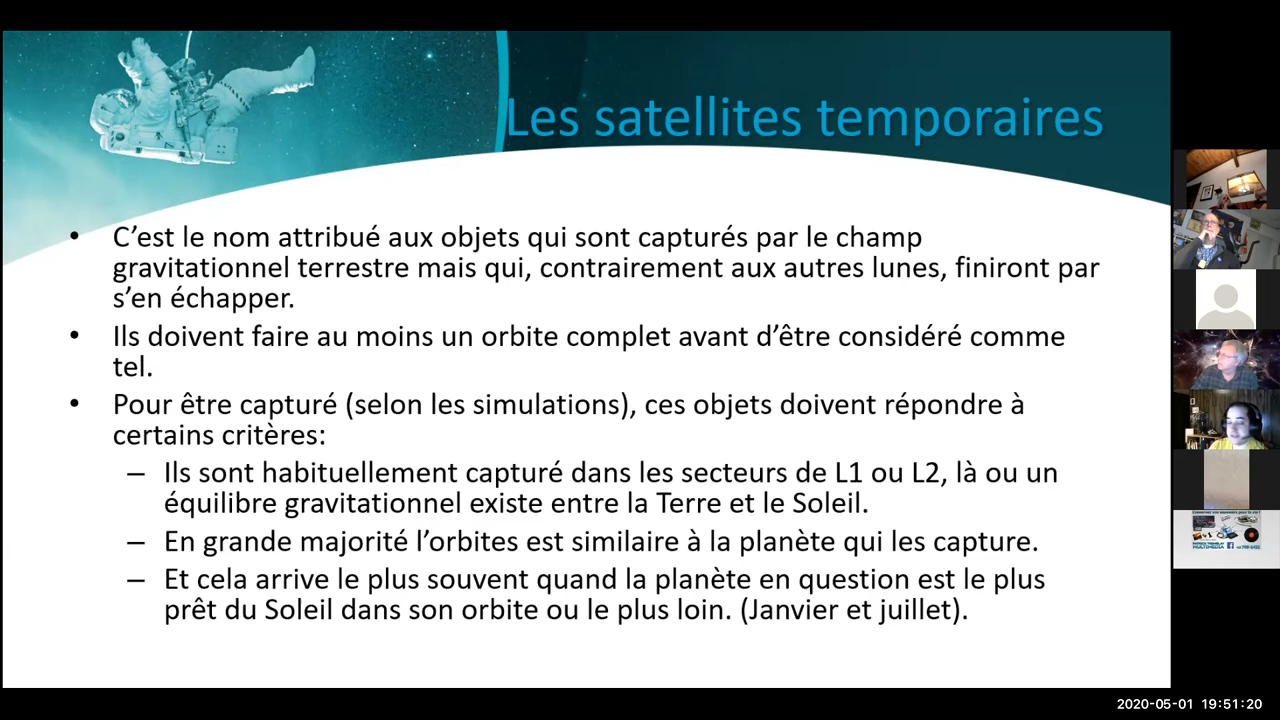 Les satellites temporaires
• C’est le nom attribué aux objets qui sont capturés par le champ
gravitationnel terrestre mais qui, contrairement aux autres lunes, finiront par
s’en échapper.
• Ils doivent faire au moins un orbite complet avant d’être considéré comme
tel.
• Pour être capturé (selon les simulations), ces objets doivent répondre à
certains critères:
– Ils sont habituellement capturé dans les secteurs de L1 ou L2, là ou un
équilibre gravitationnel existe entre la Terre et le Soleil.
– En grande majorité l’orbites est similaire à la planète qui les capture.
– Et cela arrive le plus souvent quand la planète en question est le plus
prêt du Soleil dans son orbite ou le plus loin. (Janvier et juillet).
MULTIMEDIA
2020-05-01 19:51:20